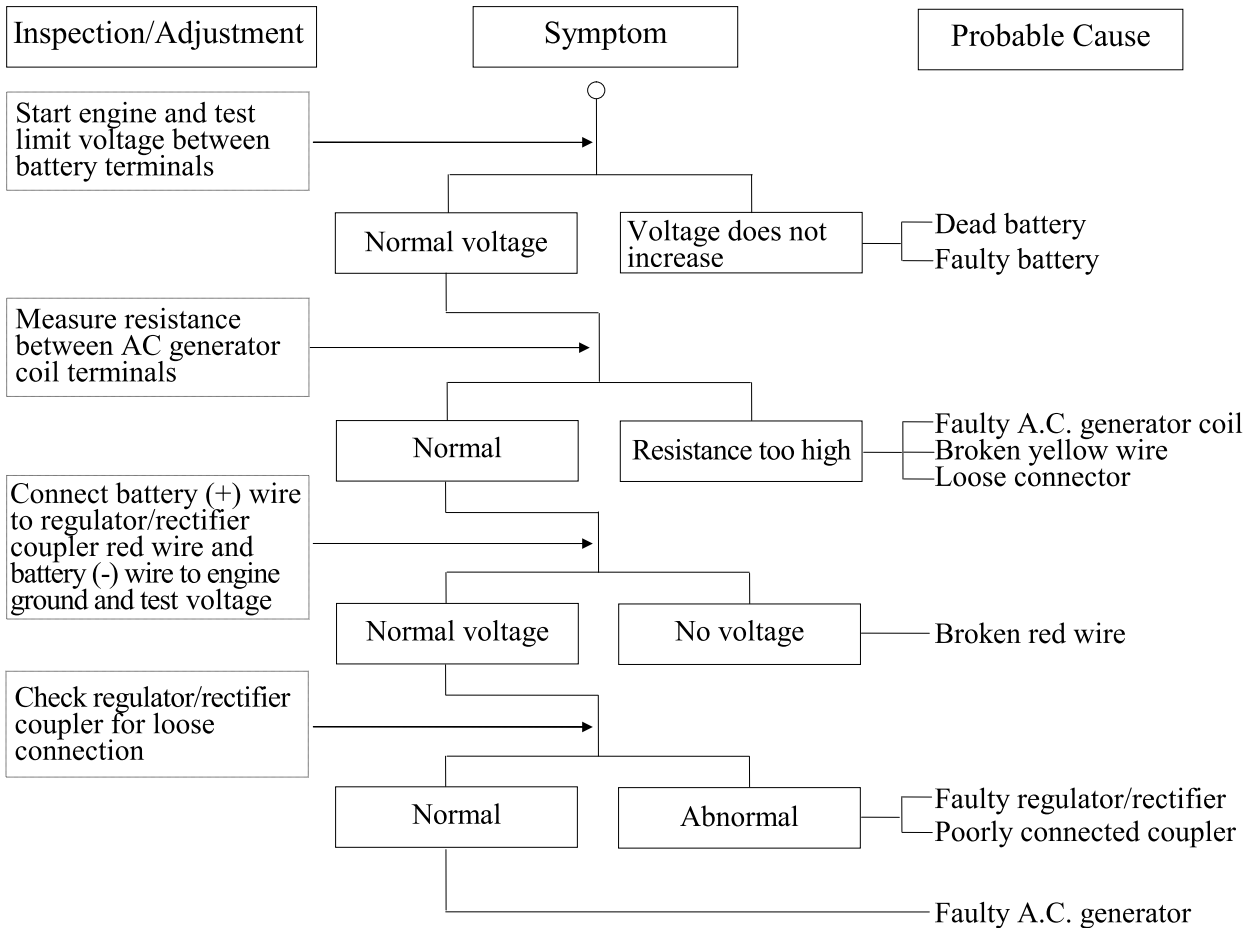 Inspection/Adjustment
Symptom
Probable Cause
Start engine and test
limit voltage between
battery terminals
Normal voltage
Voltage does not
increase
Dead battery
Faulty battery
Measure resistance
between AC generator
coil terminals
Normal
Resistance too high
Faulty A.C. generator coil
Broken yellow wire
Loose connector
Connect battery (+) wire
to regulator/rectifier
coupler red wire and
battery (-) wire to engine
ground and test voltage
Normal voltage
No voltage
Broken red wire
Check regulator/rectifier
coupler for loose
connection
Normal
Abnormal
Faulty regulator/rectifier
Poorly connected coupler
Faulty A.C. generator